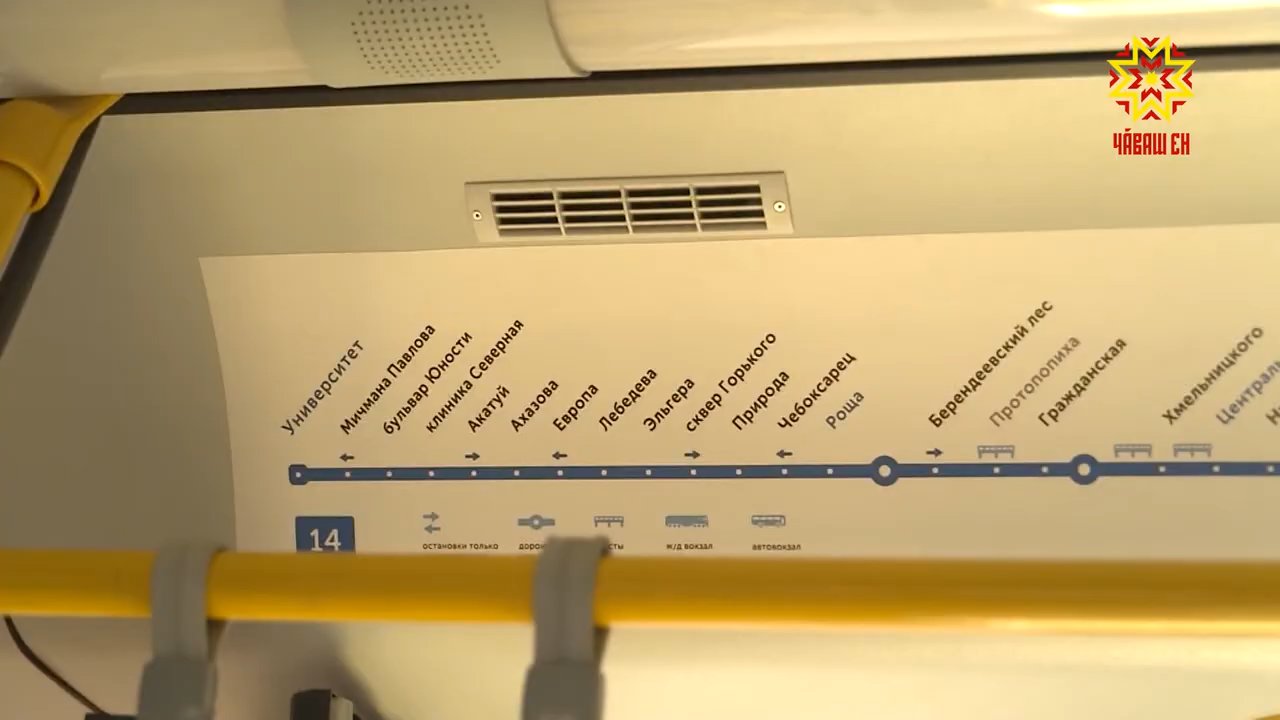 ЧӐВАШ ЕН
Университет
Мичмана Павлова
бульвар Юности
клиника Северная
Акатуй
Ахазова
Европа
Лебедева
Эльгера
сквер Горького
Природа
Чебоксарец
Роща
Берендеевский лес
Протопопиха
Гражданская
Хмельницкого
14
остановки только
ж/д вокзал
автовокзал